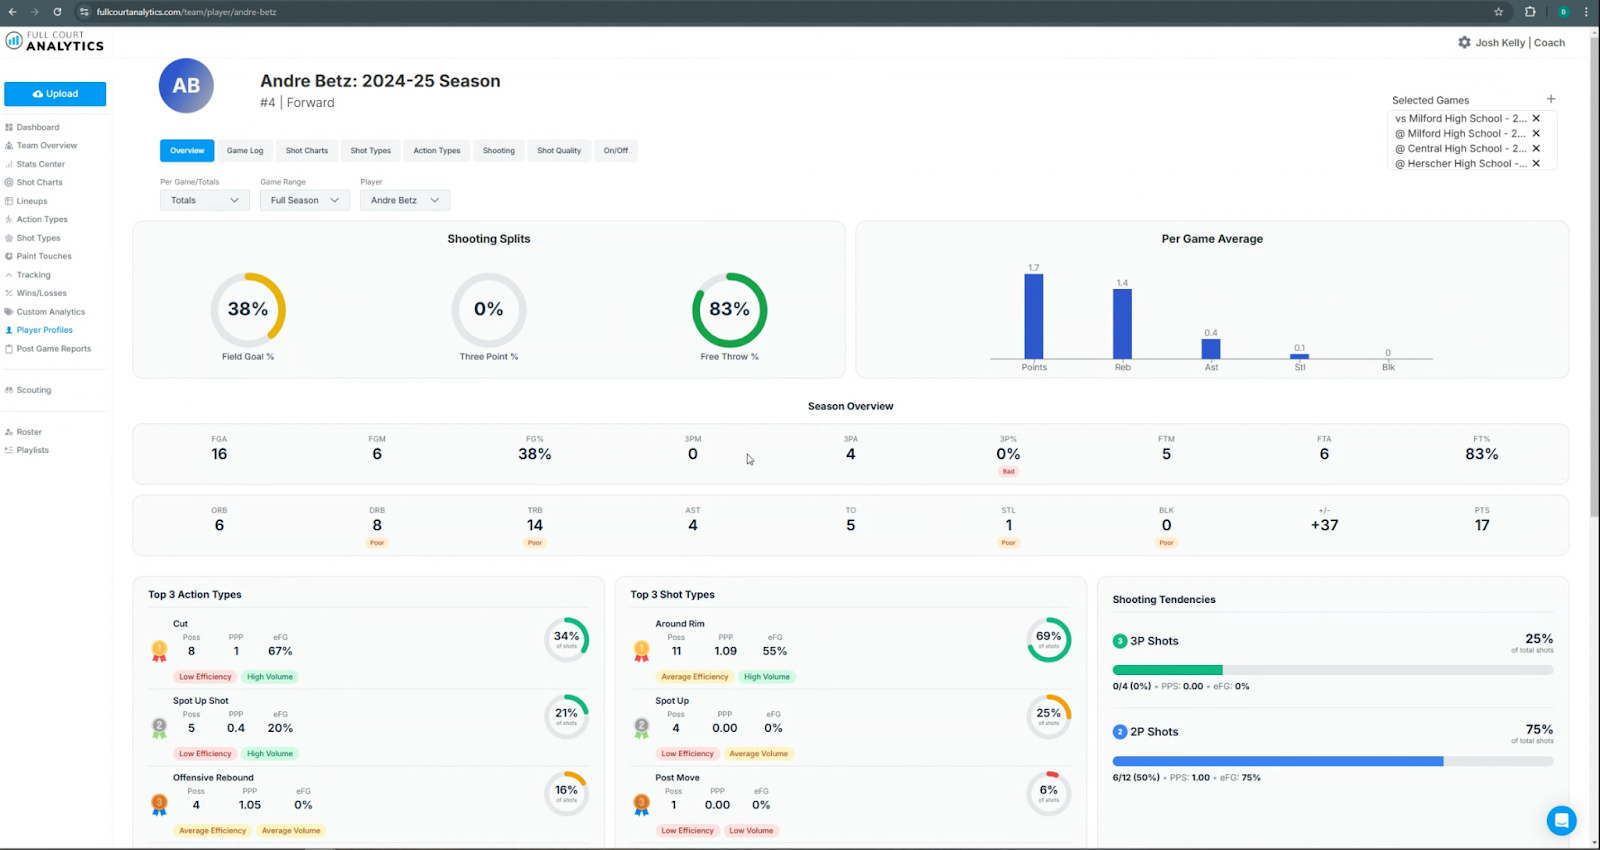 fullcourtanalytics.com/team/player/andre-betz
B
FULL COURT
ANALYTICS
Josh Kelly | Coach
Upload
Dashboard
Team Overview
Stats Center
Shot Charts
Lineups
Action Types
Shot Types
Paint Touches
Tracking
Wins/Losses
Custom Analytics
Player Profiles
Post Game Reports
Scouting
Roster
Playlists
AB
Andre Betz: 2024-25 Season
#4 | Forward
Selected Games
vs Milford High School - 2...
@ Milford High School - 2...
@ Central High School - 2...
@ Herscher High School -...
Overview Game Log Shot Charts Shot Types Action Types Shooting Shot Quality On/Off
Per Game/Totals Game Range Player
Totals Full Season Andre Betz
Shooting Splits
38% 0% 83%
Field Goal % Three Point % Free Throw %
Per Game Average
1.7 1.4 0.4 0.1 0
Points Reb Ast Stl Blk
Season Overview
FGA FGM FG% 3PM 3PA 3P% FTM FTA FT%
16 6 38% 0 4 0% 5 6 83%
Bad
ORB DRB TRB AST TO STL BLK +/- PTS
6 8 14 4 5 1 0 +37 17
Poor Poor Poor Poor
Top 3 Action Types
1
Cut
Poss PPP eFG
8 1 67%
34%
of shots
Low Efficiency High Volume
2
Spot Up Shot
Poss PPP eFG
5 0.4 20%
21%
of shots
Low Efficiency High Volume
3
Offensive Rebound
Poss PPP eFG
4 1.05 0%
16%
of shots
Average Efficiency Average Volume
Top 3 Shot Types
1
Around Rim
Poss PPP eFG
11 1.09 55%
69%
of shots
Average Efficiency High Volume
2
Spot Up
Poss PPP eFG
4 0.00 0%
25%
of shots
Low Efficiency Average Volume
3
Post Move
Poss PPP eFG
1 0.00 0%
6%
of shots
Low Efficiency Low Volume
Shooting Tendencies
3 3P Shots
25%
of total shots
0/4 (0%) • PPS: 0.00 • eFG: 0%
2 2P Shots
75%
of total shots
6/12 (50%) • PPS: 1.00 • eFG: 75%